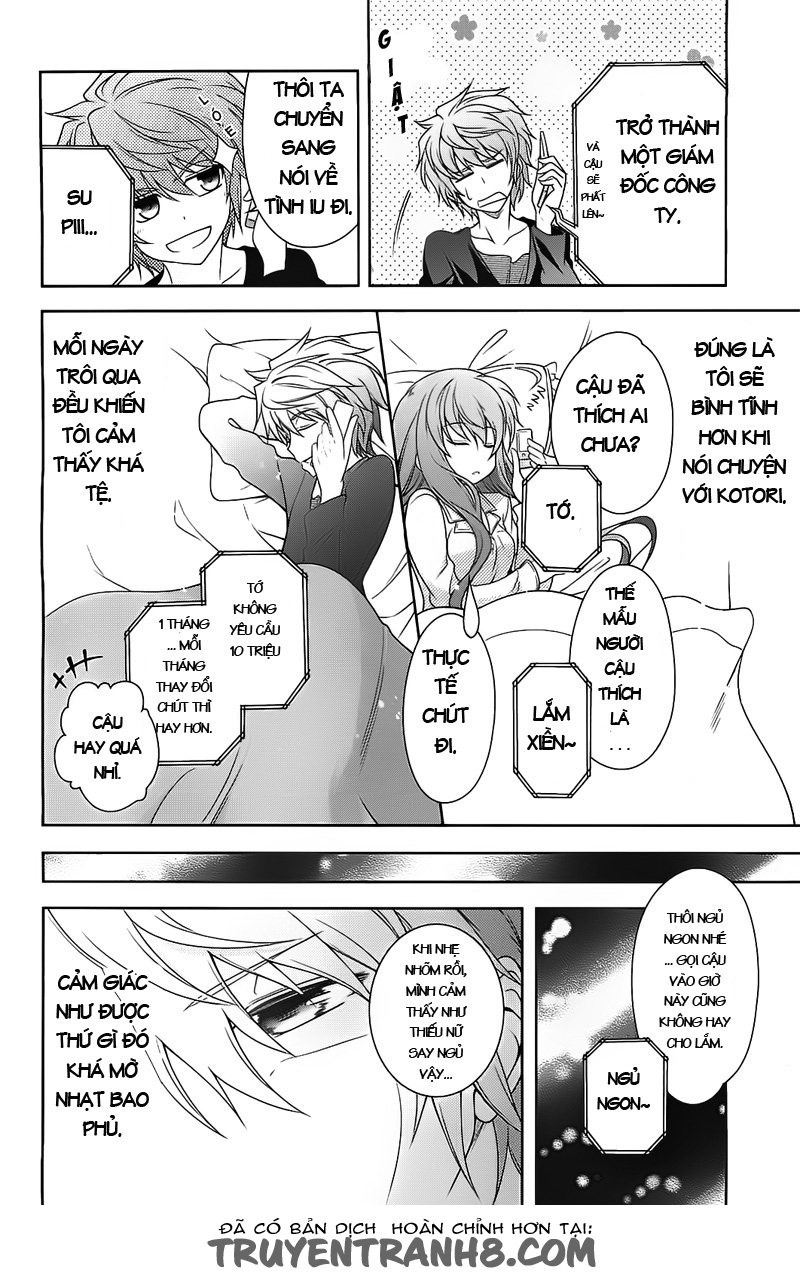 GIẬT
TRỞ THÀNH
MỘT GIÁM
ĐỐC CÔNG
TY.
VÀ
CẬU
SẼ
PHẤT
LÊN~
LOVE
THÔI TA
CHUYỂN
SANG
NÓI VỀ
TÌNH IU ĐI.
SU
PIII...
ĐÚNG LÀ
TÔI SẼ
BÌNH TĨNH
HƠN KHI
NÓI CHUYỆN
VỚI KOTORI.
CẬU ĐÃ
THÍCH AI
CHƯA?
TỚ.
THẾ
MẪU
NGƯỜI
CẬU
THÍCH
LÀ
...
LẮM
XIỀN~
THỰC
TẾ
CHÚT
ĐI.
MỖI NGÀY
TRÔI QUA
ĐỀU KHIẾN
TÔI CẢM
THẤY KHÁ
TỆ.
TỚ
KHÔNG
YÊU CẦU
10 TRIỆU
1 THÁNG
... MỖI
THÁNG
THAY ĐỔI
CHÚT THÌ
HAY HƠN.
CẬU
HAY QUÁ
NHỈ.
THÔI NGỦ
NGON NHÉ
... GỌI CẬU
VÀO GIỜ
NÀY CŨNG
KHÔNG HAY
CHO LẮM.
NGỦ
NGON~
KHI NHẸ
NHÕM RỒI,
MÌNH CẢM
THẤY NHƯ
THIẾU NỮ
SAY NGỦ
VẬY...
CẢM GIÁC
NHƯ ĐƯỢC
THỨ GÌ ĐÓ
KHÁ MỜ
NHẠT BAO
PHỦ.
ĐÃ CÓ BẢN DỊCH HOÀN CHỈNH HƠN TẠI:
TRUYENTRANH8.COM